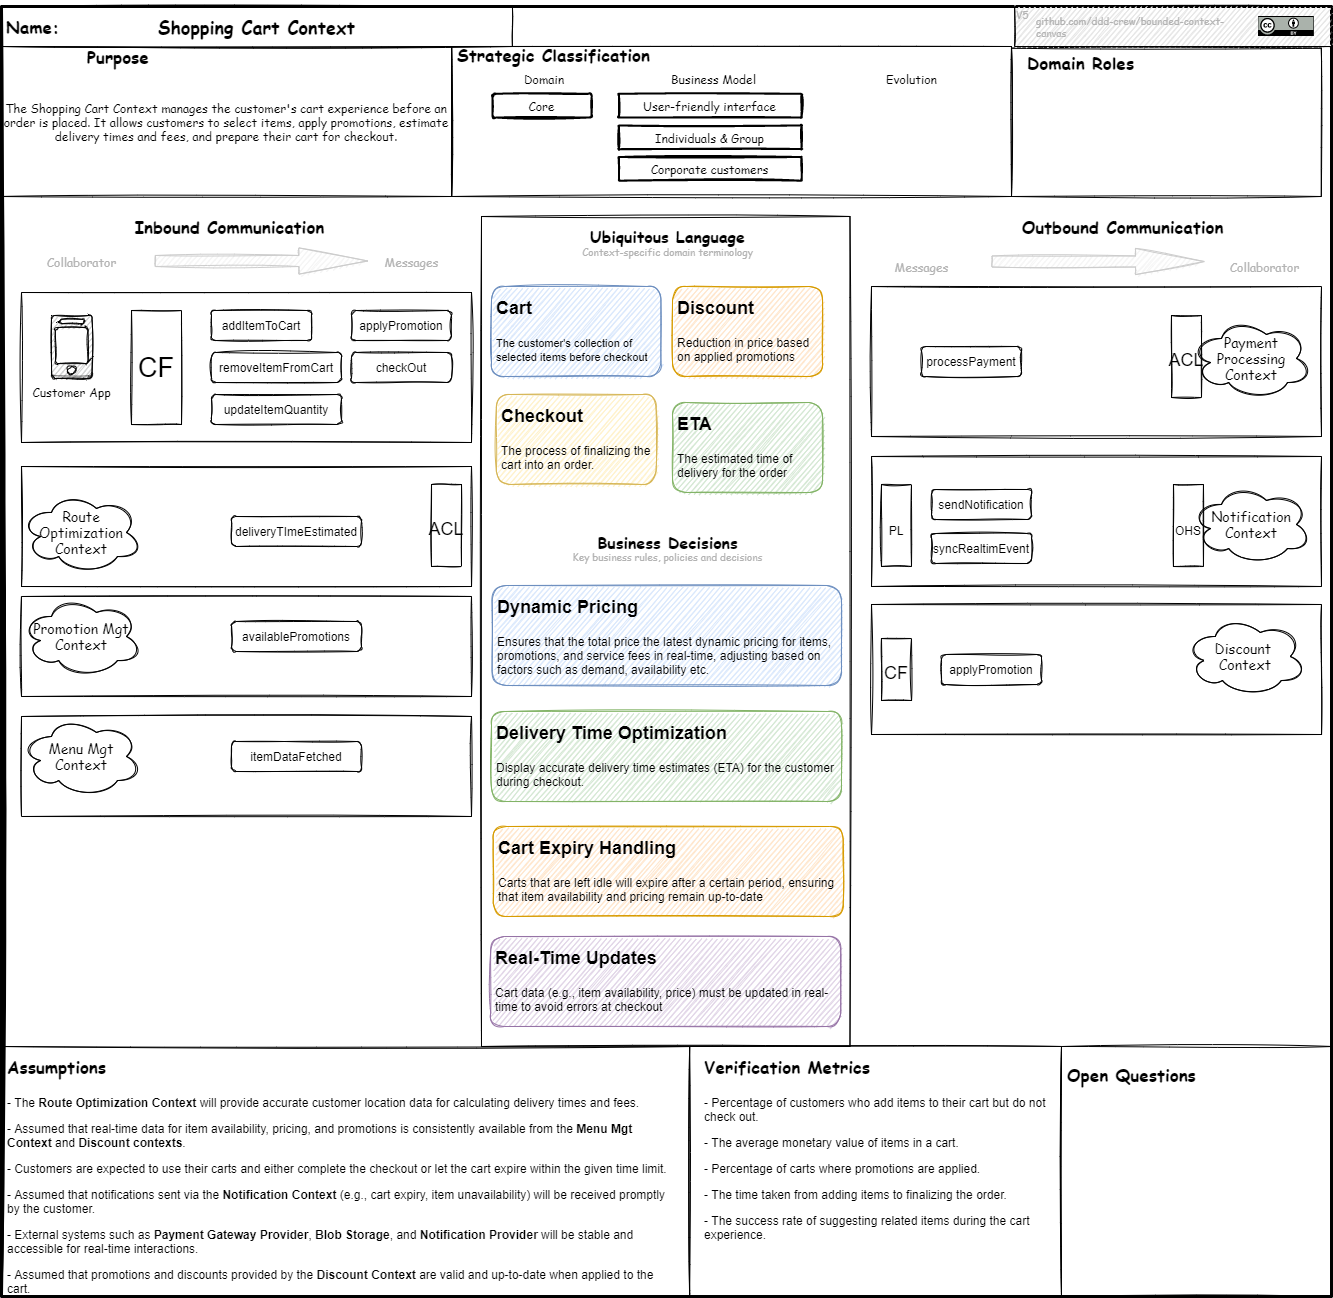 Name:
Shopping Cart Context
V5
github.com/ddd-crew/bounded-context-
canvas
cc
BY
Purpose
The Shopping Cart Context manages the customer's cart experience before an
order is placed. It allows customers to select items, apply promotions, estimate
delivery times and fees, and prepare their cart for checkout.
Strategic Classification
Domain
Business Model
Evolution
Core
User-friendly interface
Individuals & Group
Corporate customers
Domain Roles
Inbound Communication
Collaborator
Messages
Customer App
CF
addItemToCart
applyPromotion
removeItemFromCart
checkOut
updateItemQuantity
Route
Optimization
Context
deliveryTImeEstimated
ACL
Promotion Mgt
Context
availablePromotions
Menu Mgt
Context
itemDataFetched
Ubiquitous Language
Context-specific domain terminology
Cart
The customer's collection of
selected items before checkout
Discount
Reduction in price based
on applied promotions
Checkout
The process of finalizing the
cart into an order.
ETA
The estimated time of
delivery for the order
Business Decisions
Key business rules, policies and decisions
Dynamic Pricing
Ensures that the total price the latest dynamic pricing for items,
promotions, and service fees in real-time, adjusting based on
factors such as demand, availability etc.
Delivery Time Optimization
Display accurate delivery time estimates (ETA) for the customer
during checkout.
Cart Expiry Handling
Carts that are left idle will expire after a certain period, ensuring
that item availability and pricing remain up-to-date
Real-Time Updates
Cart data (e.g., item availability, price) must be updated in real-
time to avoid errors at checkout
Outbound Communication
Messages
Collaborator
processPayment
ACL
Payment
Processing
Context
PL
sendNotification
syncRealtimEvent
OHS
Notification
Context
CF
applyPromotion
Discount
Context
Assumptions
- The Route Optimization Context will provide accurate customer location data for calculating delivery times and fees.
- Assumed that real-time data for item availability, pricing, and promotions is consistently available from the Menu Mgt
Context and Discount contexts.
- Customers are expected to use their carts and either complete the checkout or let the cart expire within the given time limit.
- Assumed that notifications sent via the Notification Context (e.g., cart expiry, item unavailability) will be received promptly
by the customer.
- External systems such as Payment Gateway Provider, Blob Storage, and Notification Provider will be stable and
accessible for real-time interactions.
- Assumed that promotions and discounts provided by the Discount Context are valid and up-to-date when applied to the
cart.
Verification Metrics
- Percentage of customers who add items to their cart but do not
check out.
- The average monetary value of items in a cart.
- Percentage of carts where promotions are applied.
- The time taken from adding items to finalizing the order.
- The success rate of suggesting related items during the cart
experience.
Open Questions